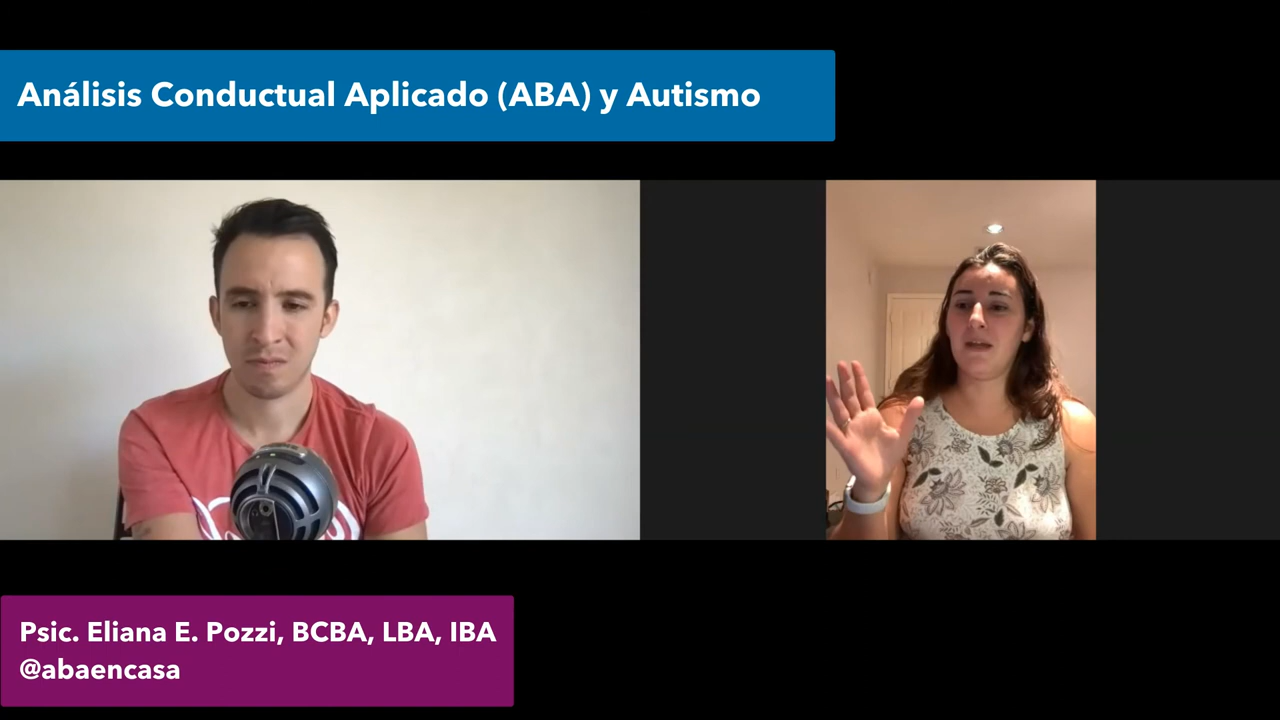 Análisis Conductual Aplicado (ABA) y Autismo
Psic. Eliana E. Pozzi, BCBA, LBA, IBA
@abaencasa